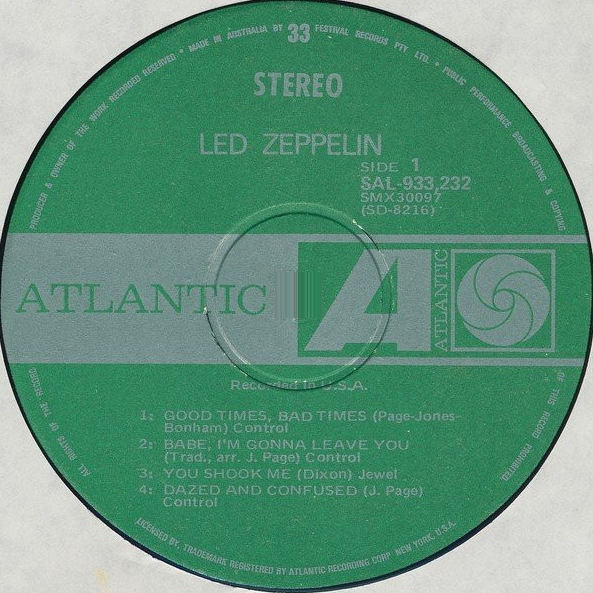 PRODUCER & OWNER OF THE WORK RECORDED RESERVED • MADE IN AUSTRALIA BY 33 FESTIVAL RECORDS PTY. LTD. • PUBLIC PERFORMANCE BROADCASTING & COPYING
STEREO
LED ZEPPELIN
SIDE 1
SAL-933,232
SMX30097
(SD-8216)
ATLANTIC
A
ATLANTIC
Recorded in U.S.A.
1: GOOD TIMES, BAD TIMES (Page-Jones-
Bonham) Control
2: BABE, I'M GONNA LEAVE YOU
(Trad., arr. J. Page) Control
3: YOU SHOOK ME (Dixon) Jewel
4: DAZED AND CONFUSED (J. Page)
Control
ALL RIGHTS OF THE RECORD
OF THIS RECORD PROHIBITED.
LICENSED BY, TRADEMARK REGISTERED BY ATLANTIC RECORDING CORP. NEW YORK, U.S.A.